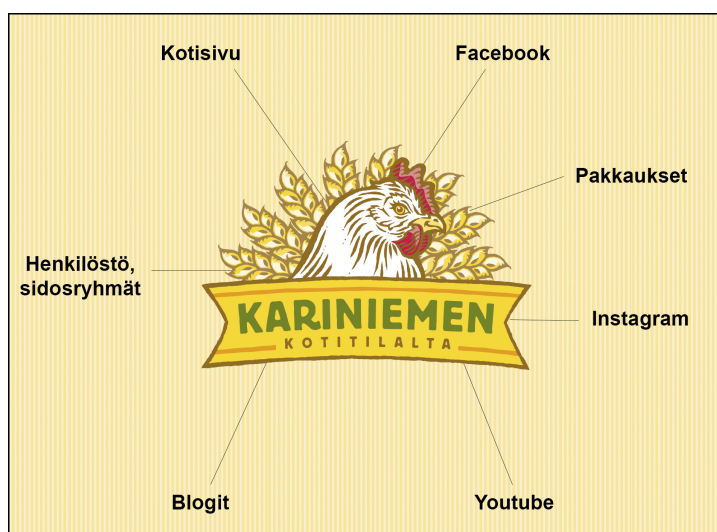 Kotisivu
Facebook
Pakkaukset
Henkilöstö,
sidosryhmät
KARINIEMEN
KOTITILALTA
Instagram
Blogit
Youtube